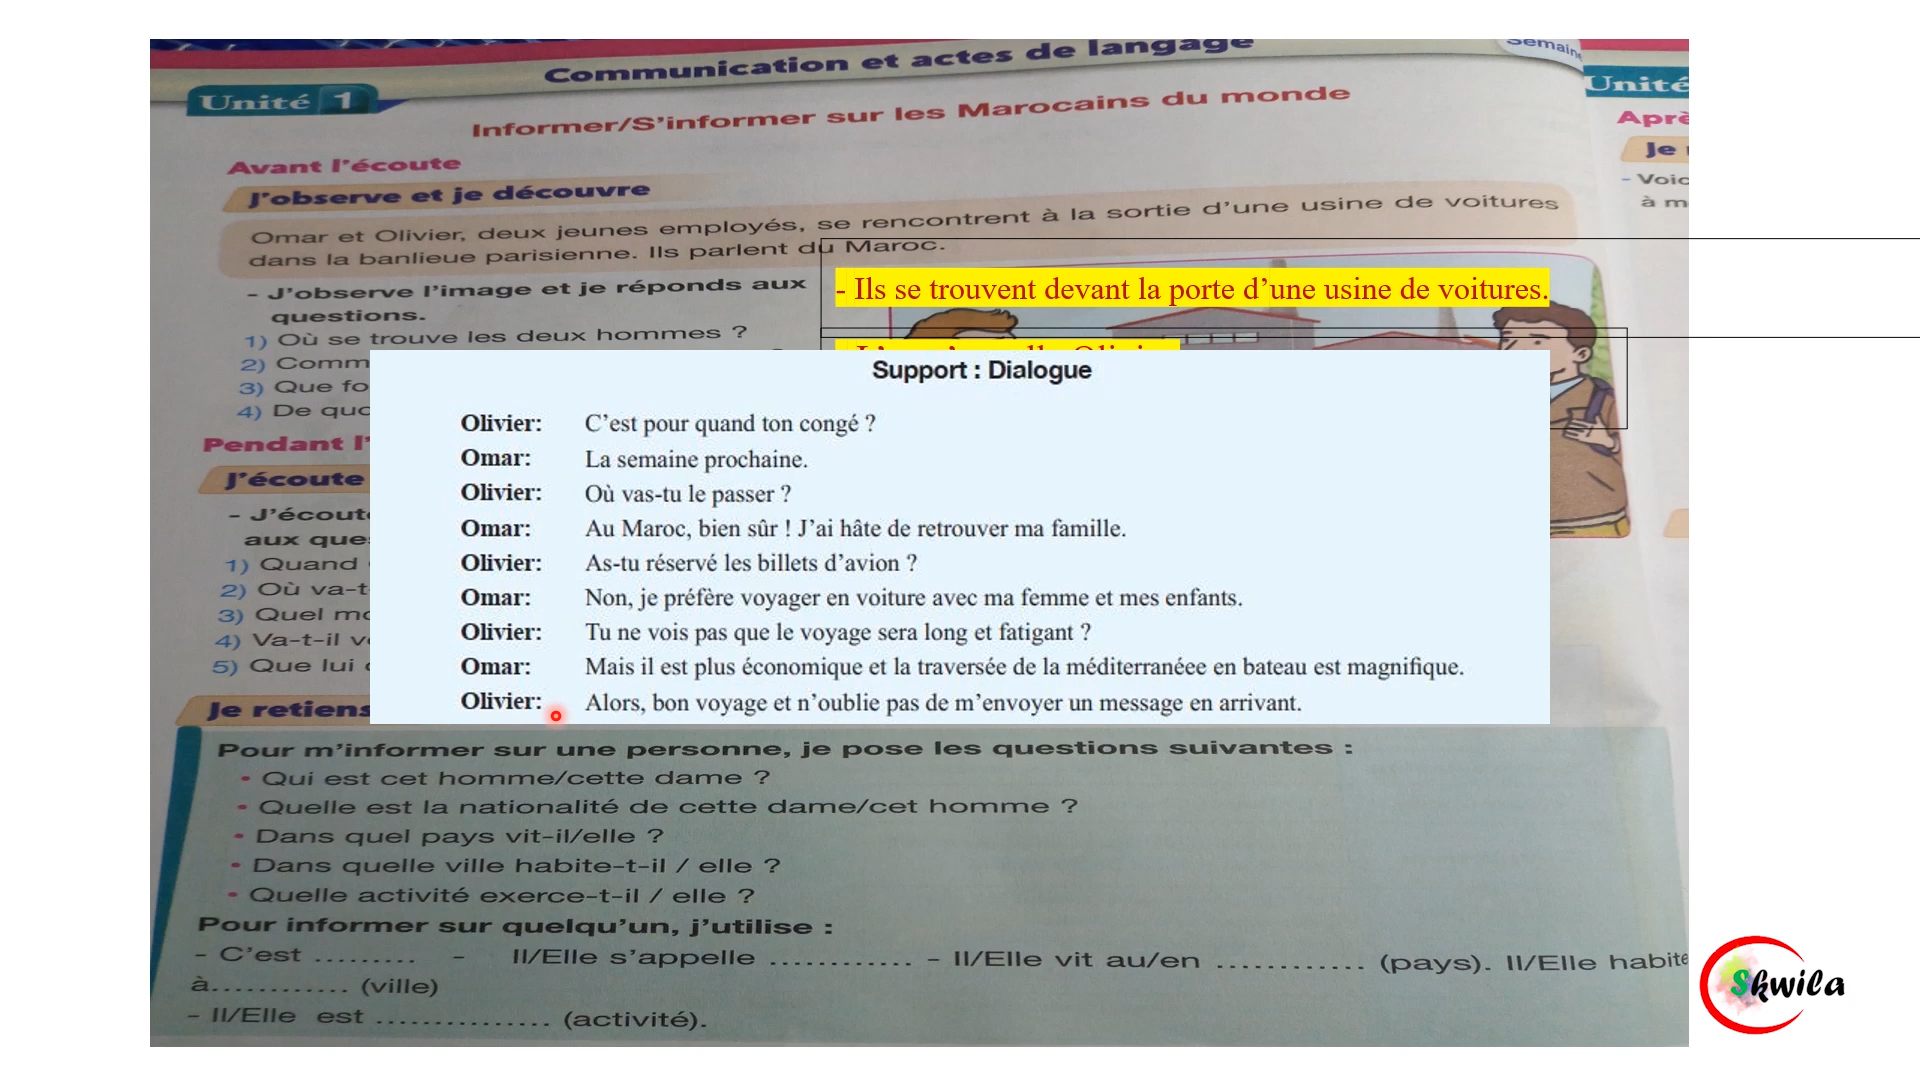 Communication et actes de langage
Semain
Unité 1
Unité
Informer/S'informer sur les Marocains du monde
Avant l'écoute
J'observe et je découvre
Je
- Voic
à m
Omar et Olivier, deux jeunes employés, se rencontrent à la sortie d'une usine de voitures
dans la banlieue parisienne. Ils parlent du Maroc.
- J'observe l'image et je réponds aux
questions.
- Ils se trouvent devant la porte d'une usine de voitures.
1) Où se trouve les deux hommes ?
2) Comm
3) Que fo
4) De quo
Pendant l'
J'écoute
- J'écout
aux que
1) Quand
2) Où va-t
3) Quel mo
4) Va-t-il v
5) Que lui
Support : Dialogue
Olivier: C'est pour quand ton congé ?
Omar: La semaine prochaine.
Olivier: Où vas-tu le passer ?
Omar: Au Maroc, bien sûr ! J'ai hâte de retrouver ma famille.
Olivier: As-tu réservé les billets d'avion ?
Omar: Non, je préfère voyager en voiture avec ma femme et mes enfants.
Olivier: Tu ne vois pas que le voyage sera long et fatigant ?
Omar: Mais il est plus économique et la traversée de la méditerranéee en bateau est magnifique.
Olivier: Alors, bon voyage et n'oublie pas de m'envoyer un message en arrivant.
Je retiens
Pour m'informer sur une personne, je pose les questions suivantes :
• Qui est cet homme/cette dame ?
• Quelle est la nationalité de cette dame/cet homme ?
• Dans quel pays vit-il/elle ?
• Dans quelle ville habite-t-il / elle ?
• Quelle activité exerce-t-il / elle ?
Pour informer sur quelqu'un, j'utilise :
- C'est ......... - Il/Elle s'appelle ............. - Il/Elle vit au/en ............. (pays). Il/Elle habite
à............ (ville)
- Il/Elle est ................ (activité).
Skwila